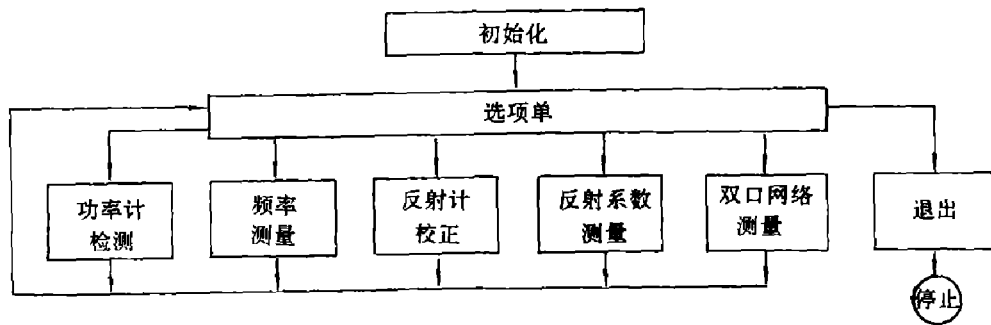 初始化
选项单
功率计
检测
频率
测量
反射计
校正
反射系数
测量
双口网络
测量
退出
停止